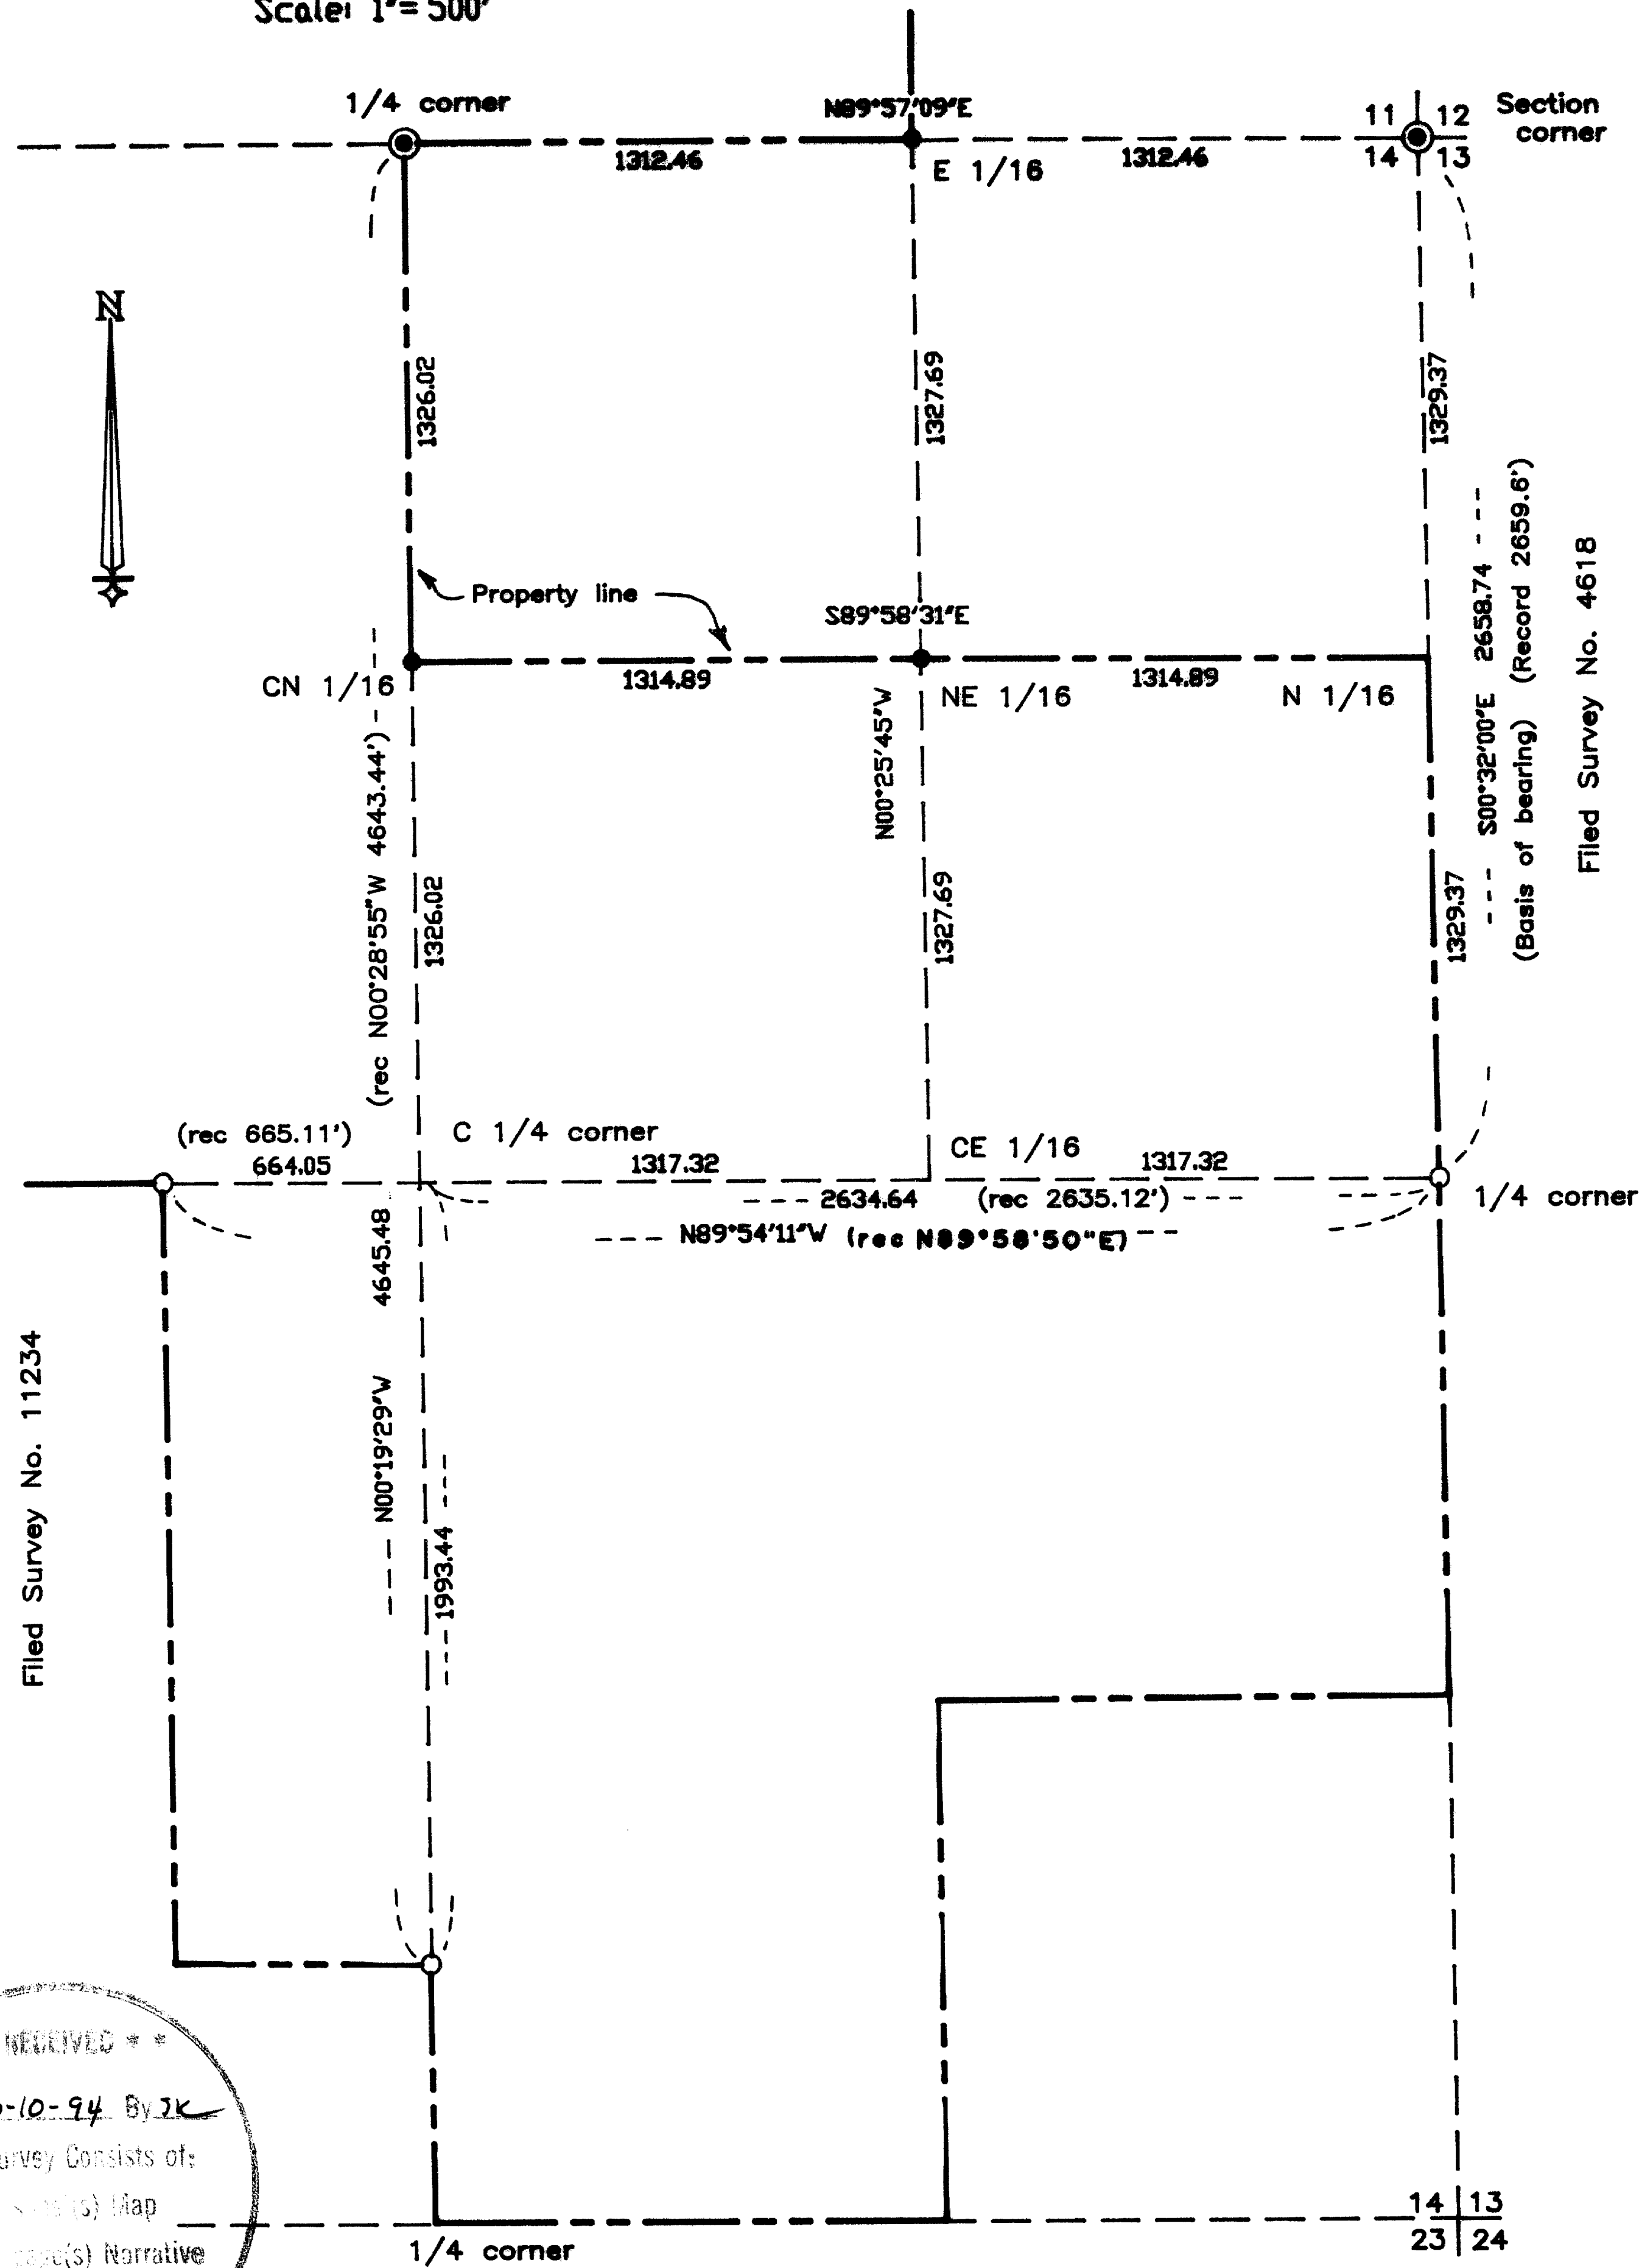 Scale: 1"= 500'
1/4 corner
N89°57'09"E
11 12
14 13
Section
corner
1312.46
E 1/16
1312.46
N
1326.02
1327.69
1329.37
Property line
S89°58'31"E
CN 1/16
1314.89
NE 1/16
1314.89
N 1/16
S00°32'00"E 2658.74
(Basis of bearing) (Record 2659.6')
Filed Survey No. 4618
(rec N00°28'55"W 4643.44')
N00°25'45"W
1326.02
1327.69
1329.37
(rec 665.11')
664.05
C 1/4 corner
1317.32
CE 1/16
1317.32
2634.64 (rec 2635.12')
1/4 corner
N89°54'11"W (rec N89°58'50"E)
N00°19'29"W 4645.48
1993.44
Filed Survey No. 11234
RECEIVED * *
-10-94 By JK
urvey Consists of:
(s) Map
(s) Narrative
1/4 corner
14 13
23 24